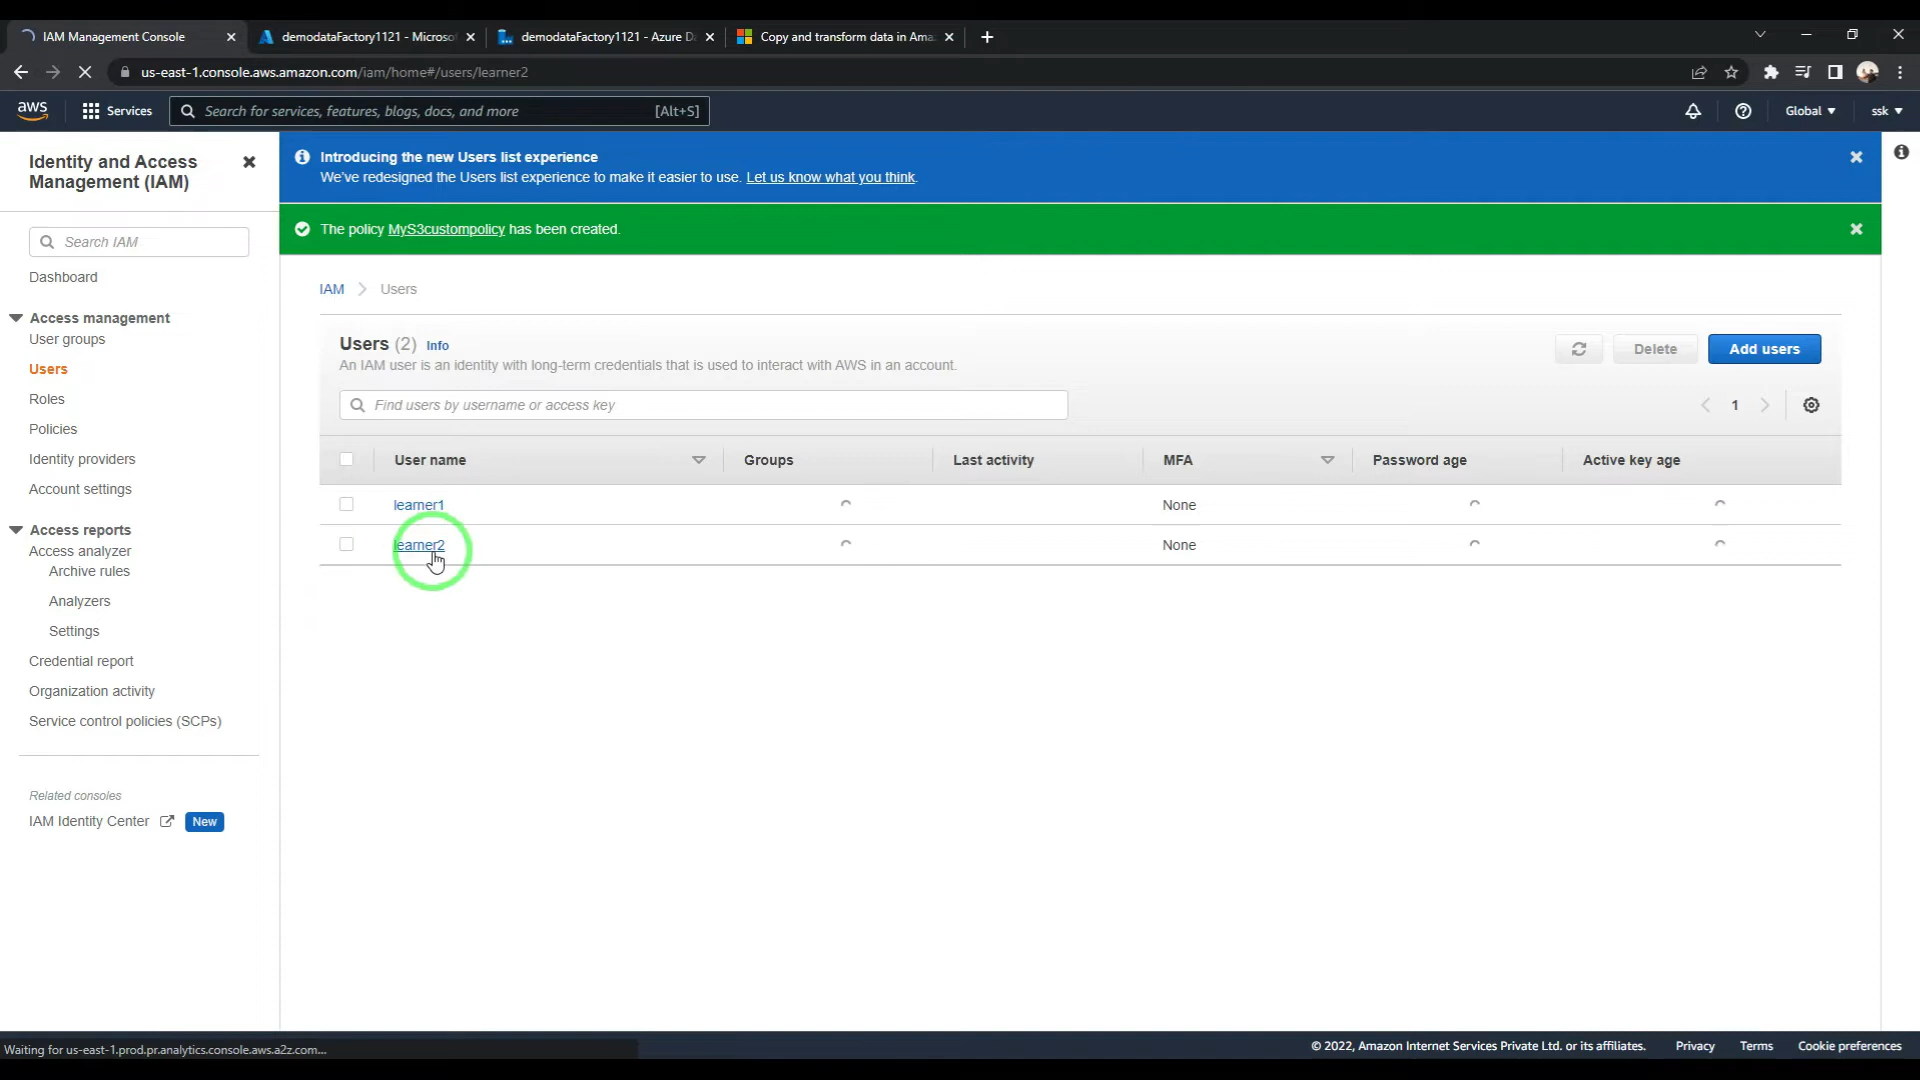 IAM Management Console
demodataFactory1121 - Microsof
demodataFactory1121 - Azure Da
Copy and transform data in Ama
us-east-1.console.aws.amazon.com/iam/home#/users/learner2
aws
Services
Search for services, features, blogs, docs, and more
[Alt+S]
Global
ssk
Identity and Access
Management (IAM)
Search IAM
Dashboard
Access management
User groups
Users
Roles
Policies
Identity providers
Account settings
Access reports
Access analyzer
Archive rules
Analyzers
Settings
Credential report
Organization activity
Service control policies (SCPs)
Related consoles
IAM Identity Center
New
Introducing the new Users list experience
We've redesigned the Users list experience to make it easier to use. Let us know what you think.
The policy MyS3custompolicy has been created.
IAM > Users
Users (2) Info
An IAM user is an identity with long-term credentials that is used to interact with AWS in an account.
Delete
Add users
Find users by username or access key
1
User name
Groups
Last activity
MFA
Password age
Active key age
learner1
None
learner2
None
Waiting for us-east-1.prod.pr.analytics.console.aws.a2z.com...
© 2022, Amazon Internet Services Private Ltd. or its affiliates.
Privacy
Terms
Cookie preferences